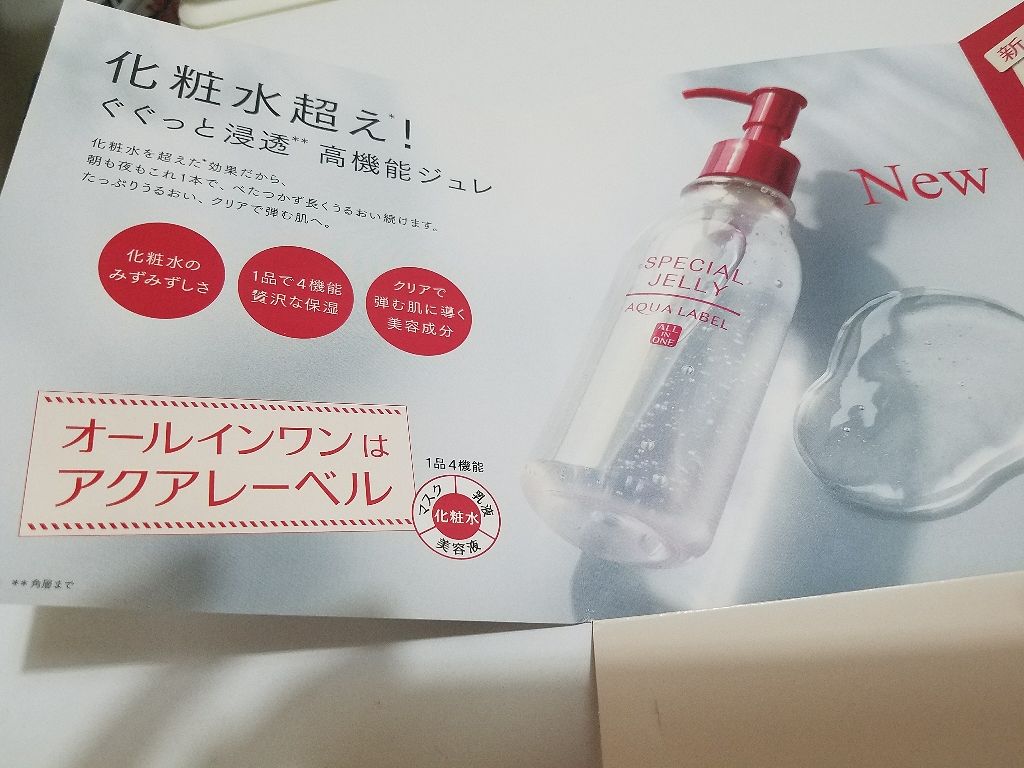 化粧水超え*!
ぐぐっと浸透** 高機能ジュレ
化粧水を超えた*効果だから、
朝も夜もこれ1本で、べたつかず長くうるおい続けます。
たっぷりうるおい、クリアで弾む肌へ。
化粧水の
みずみずしさ
1品で4機能
贅沢な保湿
クリアで
弾む肌に導く
美容成分
オールインワンは
アクアレーベル
1品4機能
マスク
乳液
化粧水
美容液
**角層まで
New
SPECIAL
JELLY
AQUA LABEL
ALL
IN
ONE
新